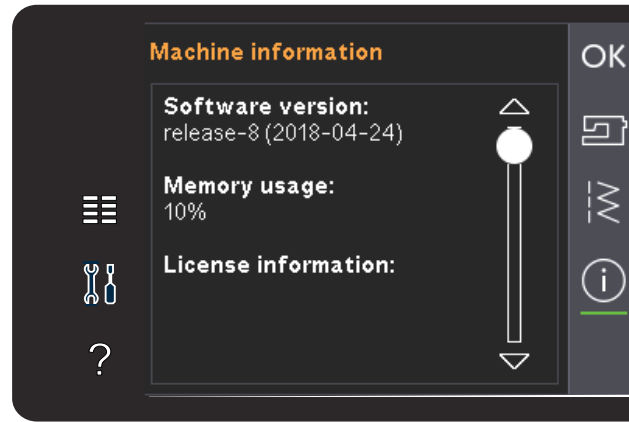 Machine information
OK
Software version:
release-8 (2018-04-24)
Memory usage:
10%
License information:
i
?